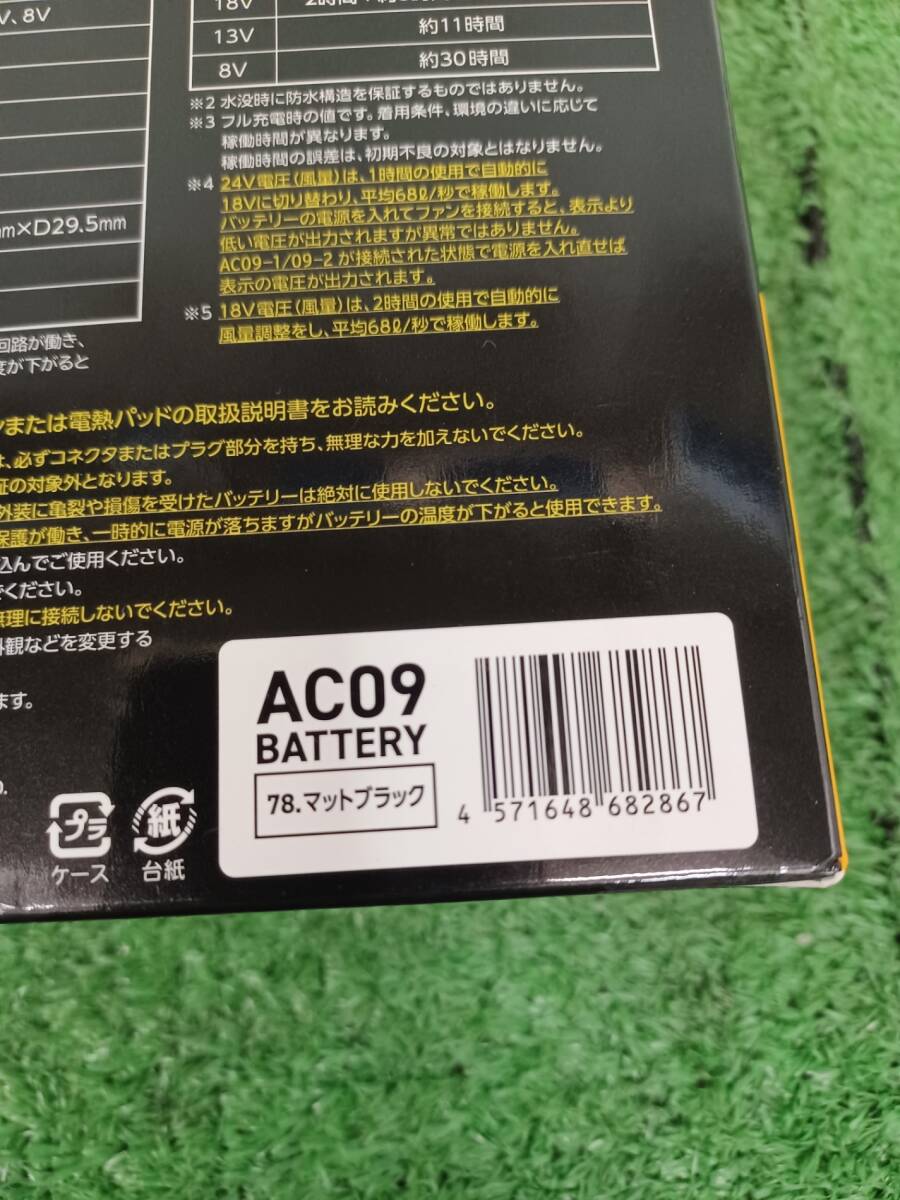 V、8V
18V
13V
約11時間
8V
約30時間
※2 水没時に防水構造を保証するものではありません。
※3 フル充電時の値です。着用条件、環境の違いに応じて
稼働時間が異なります。
稼働時間の誤差は、初期不良の対象とはなりません。
※4 24V電圧(風量)は、1時間の使用で自動的に
18Vに切り替わり、平均68ℓ/秒で稼働します。
バッテリーの電源を入れてファンを接続すると、表示より
低い電圧が出力されますが異常ではありません。
AC09-1/09-2 が接続された状態で電源を入れ直せば
表示の電圧が出力されます。
※5 18V電圧(風量)は、2時間の使用で自動的に
風量調整をし、平均68ℓ/秒で稼働します。
m×D29.5mm
回路が働き、
度が下がると
または電熱パッドの取扱説明書をお読みください。
は、必ずコネクタまたはプラグ部分を持ち、無理な力を加えないでください。
証の対象外となります。
外装に亀裂や損傷を受けたバッテリーは絶対に使用しないでください。
保護が働き、一時的に電源が落ちますがバッテリーの温度が下がると使用できます。
込んでご使用ください。
でください。
無理に接続しないでください。
外観などを変更する
ます。
AC09
BATTERY
78.マットブラック
4 571648 682867
プラ
ケース
紙
台紙